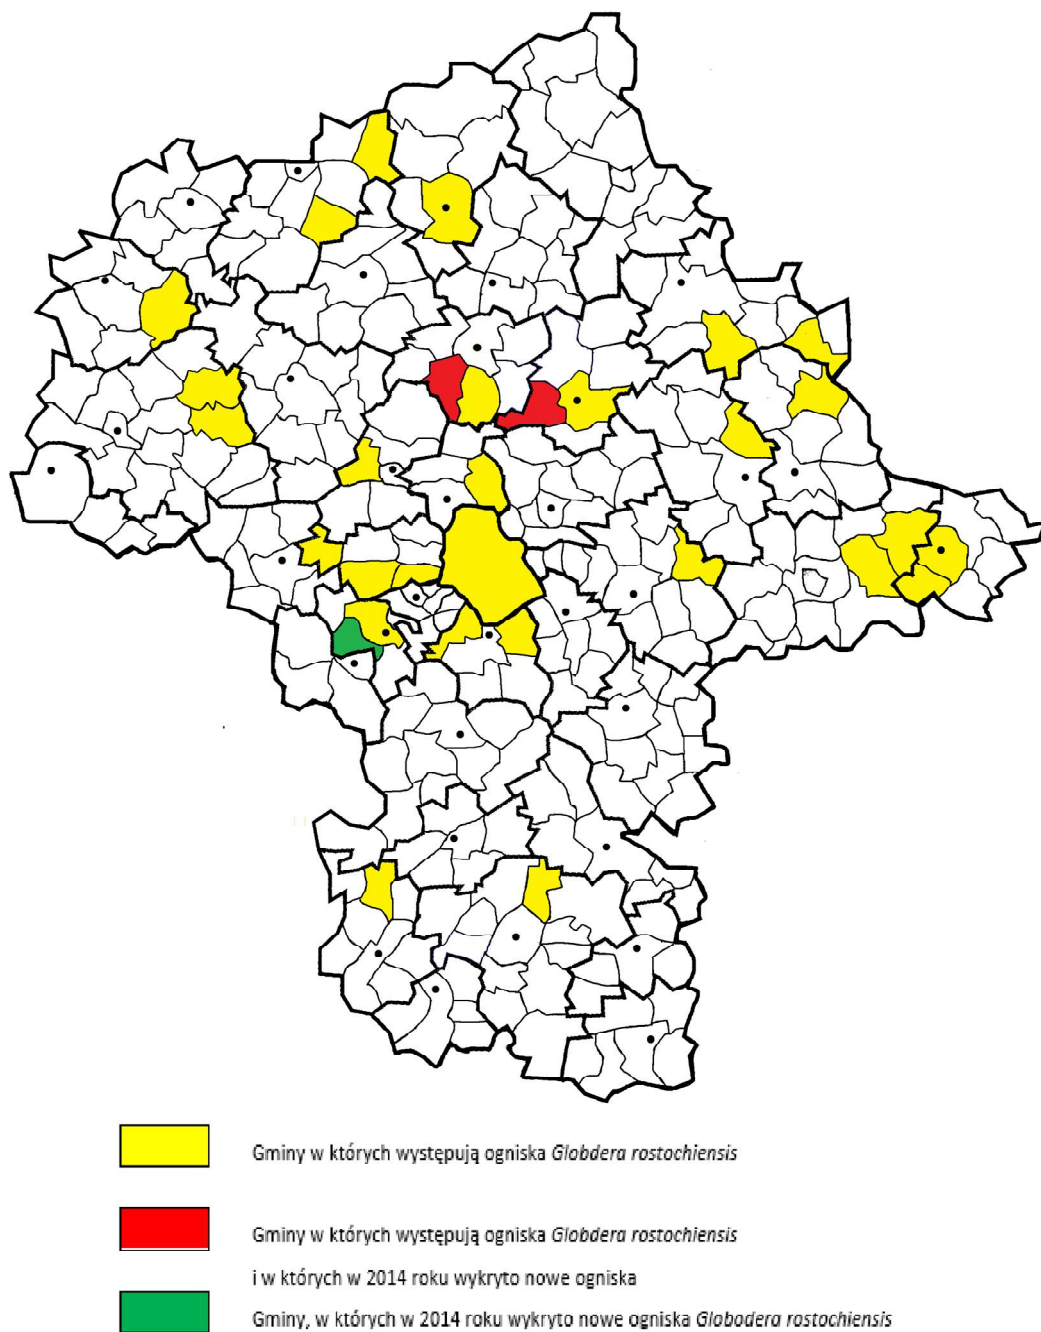 Gminy w których występują ogniska Globdera rostochiensis
Gminy w których występują ogniska Globdera rostochiensis
i w których w 2014 roku wykryto nowe ogniska
Gminy, w których w 2014 roku wykryto nowe ogniska Globodera rostochiensis